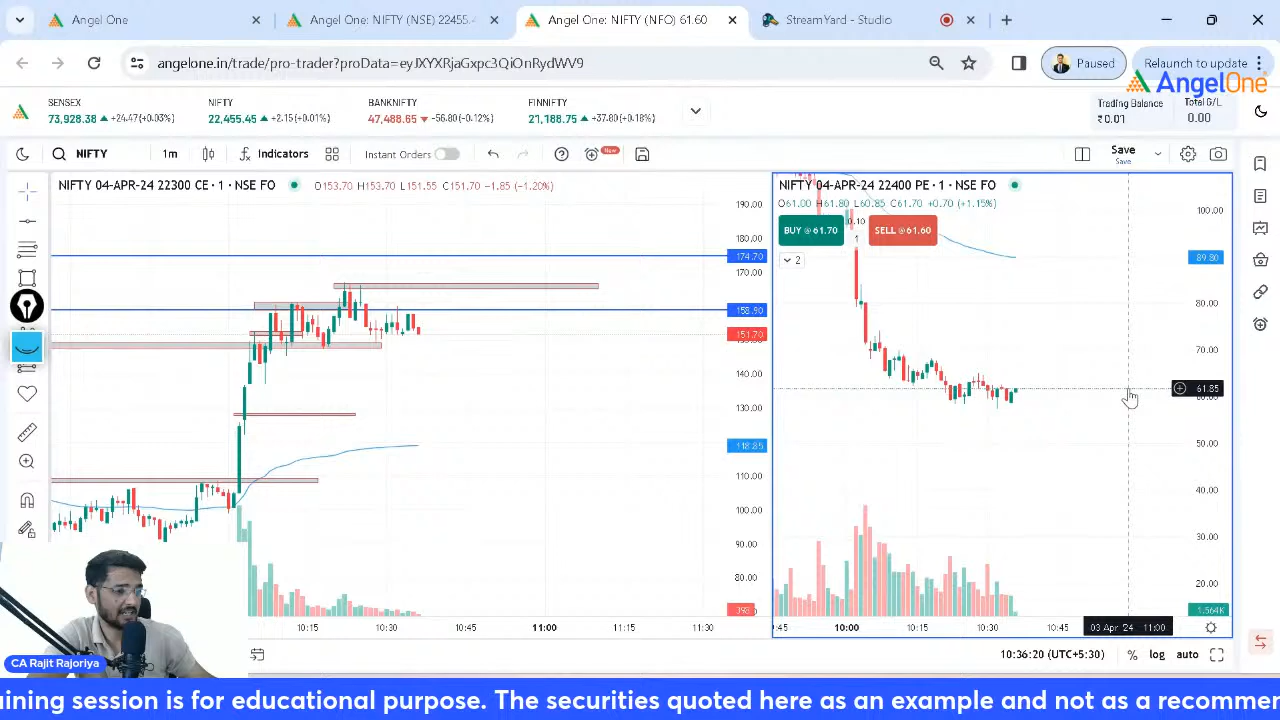 Angel One
Angel One: NIFTY (NSE) 22455.
Angel One: NIFTY (NFO) 61.60
StreamYard - Studio
angelone.in/trade/pro-trader?proData=eyJXYXRjaGxpc3QiOnRydWV9
Paused
Relaunch to update
AngelOne
SENSEX
73,928.38 +24.47(+0.03%)
NIFTY
22,455.45 +2.15(+0.01%)
BANKNIFTY
47,488.65 -56.80(-0.12%)
FINNIFTY
21,188.75 +37.80(+0.18%)
Trading Balance
₹0.01
Total G/L
0.00
NIFTY
1m
Indicators
Instant Orders
New
Save
Save
NIFTY 04-APR-24 22300 CE · 1 · NSE FO
O153.70 H153.70 L151.55 C151.70 -1.85 (-1.20%)
190.00
180.00
174.70
170.00
151.70
140.00
130.00
118.85
110.00
100.00
90.00
80.00
10:15
10:30
10:45
11:00
11:15
11:30
NIFTY 04-APR-24 22400 PE · 1 · NSE FO
O61.00 H61.80 L60.85 C61.70 +0.70 (+1.15%)
BUY @ 61.70
0.10
1
SELL @ 61.60
2
100.00
89.80
80.00
70.00
61.85
50.00
40.00
30.00
20.00
1.564K
:45
10:00
10:15
10:30
10:45
03 Apr '24 11:00
10:36:20 (UTC+5:30)
%
log
auto
CA Rajit Rajoriya
aining session is for educational purpose. The securities quoted here as an example and not as a recommen